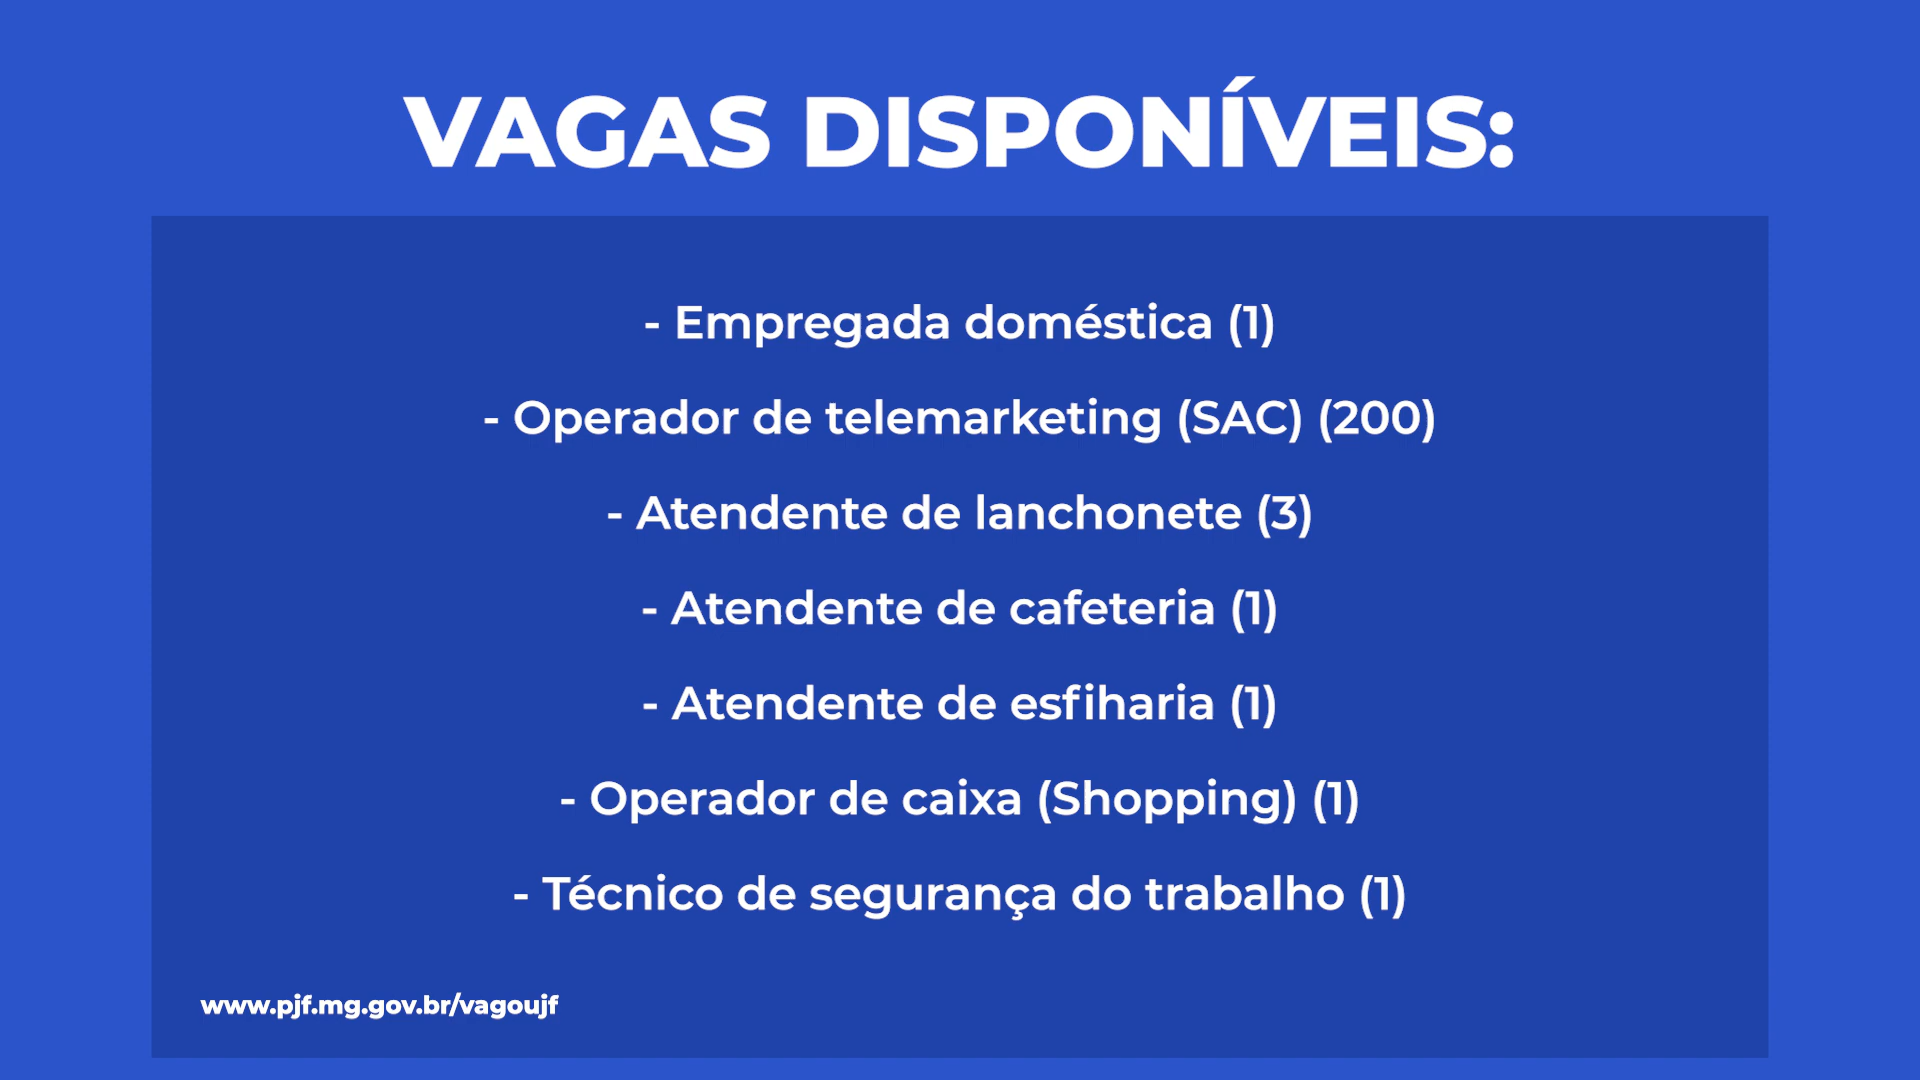 VAGAS DISPONÍVEIS:
- Empregada doméstica (1)
- Operador de telemarketing (SAC) (200)
- Atendente de lanchonete (3)
- Atendente de cafeteria (1)
- Atendente de esfiharia (1)
- Operador de caixa (Shopping) (1)
- Técnico de segurança do trabalho (1)
www.pjf.mg.gov.br/vagoujf